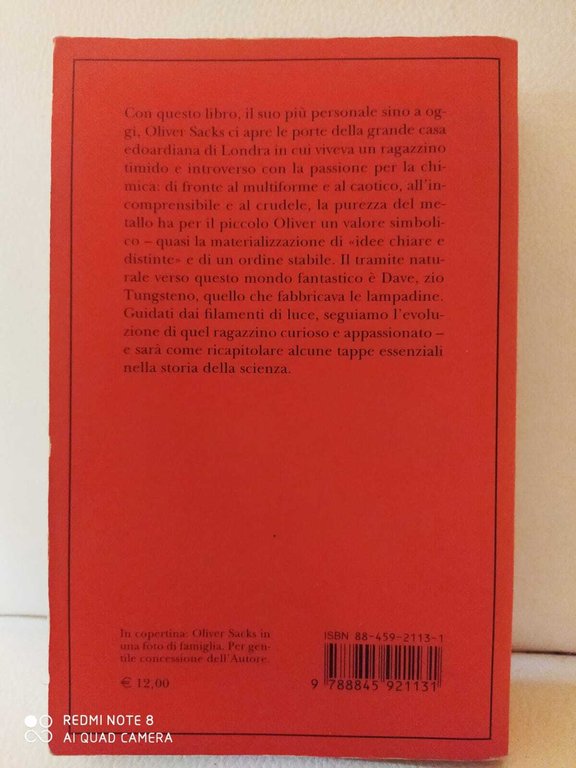 Con questo libro, il suo più personale sino a og-
gi, Oliver Sacks ci apre le porte della grande casa
edoardiana di Londra in cui viveva un ragazzino
timido e introverso con la passione per la chi-
mica: di fronte al multiforme e al caotico, all'in-
comprensibile e al crudele, la purezza del me-
tallo ha per il piccolo Oliver un valore simboli-
co – quasi la materializzazione di «idee chiare e
distinte» e di un ordine stabile. Il tramite natu-
rale verso questo mondo fantastico è Dave, zio
Tungsteno, quello che fabbricava le lampadine.
Guidati dai filamenti di luce, seguiamo l'evolu-
zione di quel ragazzino curioso e appassionato –
e sarà come ricapitolare alcune tappe essenziali
nella storia della scienza.
In copertina: Oliver Sacks in
una foto di famiglia. Per gen-
tile concessione dell'Autore.
€ 12,00
ISBN 88-459-2113-1
9 788845 921131
REDMI NOTE 8
AI QUAD CAMERA